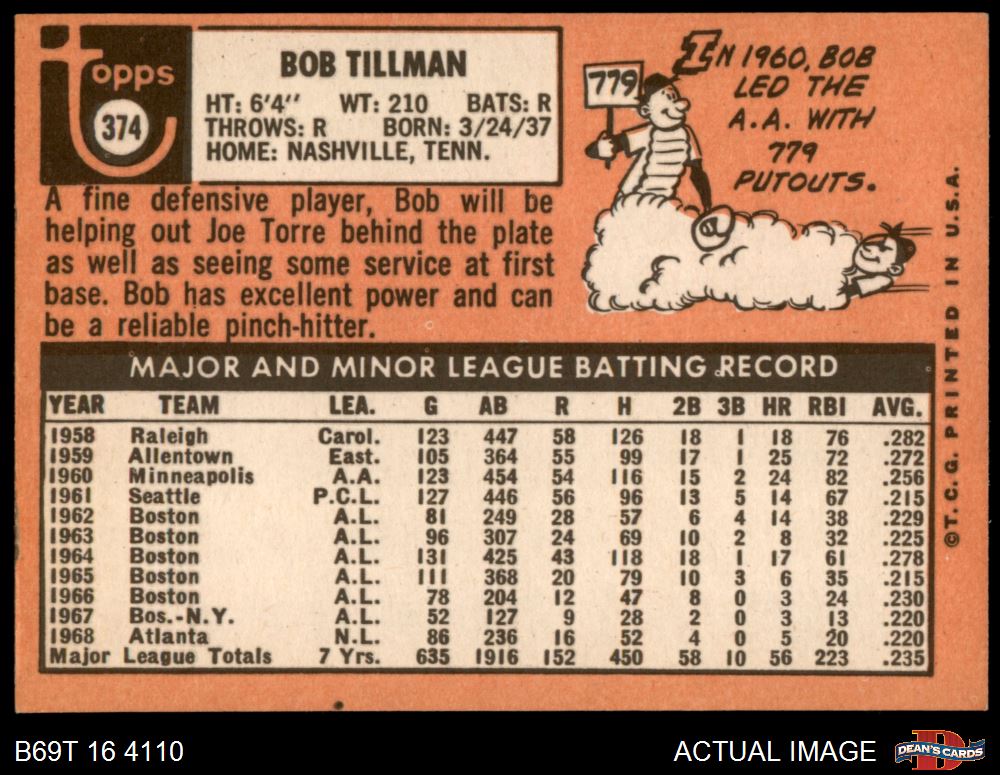 Topps
374
BOB TILLMAN
HT: 6'4" WT: 210 BATS: R
THROWS: R BORN: 3/24/37
HOME: NASHVILLE, TENN.
779
IN 1960, BOB
LED THE
A.A. WITH
779
PUTOUTS.
A fine defensive player, Bob will be
helping out Joe Torre behind the plate
as well as seeing some service at first
base. Bob has excellent power and can
be a reliable pinch-hitter.
MAJOR AND MINOR LEAGUE BATTING RECORD
YEAR TEAM LEA. G AB R H 2B 3B HR RBI AVG.
1958 Raleigh Carol. 123 447 58 126 18 1 18 76 .282
1959 Allentown East. 105 364 55 99 17 1 25 72 .272
1960 Minneapolis A.A. 123 454 54 116 15 2 24 82 .256
1961 Seattle P.C.L. 127 446 56 96 13 5 14 67 .215
1962 Boston A.L. 81 249 28 57 6 4 14 38 .229
1963 Boston A.L. 96 307 24 69 10 2 8 32 .225
1964 Boston A.L. 131 425 43 118 18 1 17 61 .278
1965 Boston A.L. 111 368 20 79 10 3 6 35 .215
1966 Boston A.L. 78 204 12 47 8 0 3 24 .230
1967 Bos.-N.Y. A.L. 52 127 9 28 2 0 3 13 .220
1968 Atlanta N.L. 86 236 16 52 4 0 5 20 .220
Major League Totals 7 Yrs. 635 1916 152 450 58 10 56 223 .235
©T. C. G. PRINTED IN U.S.A.
B69T 16 4110
ACTUAL IMAGE
D
DEAN'S CARDS